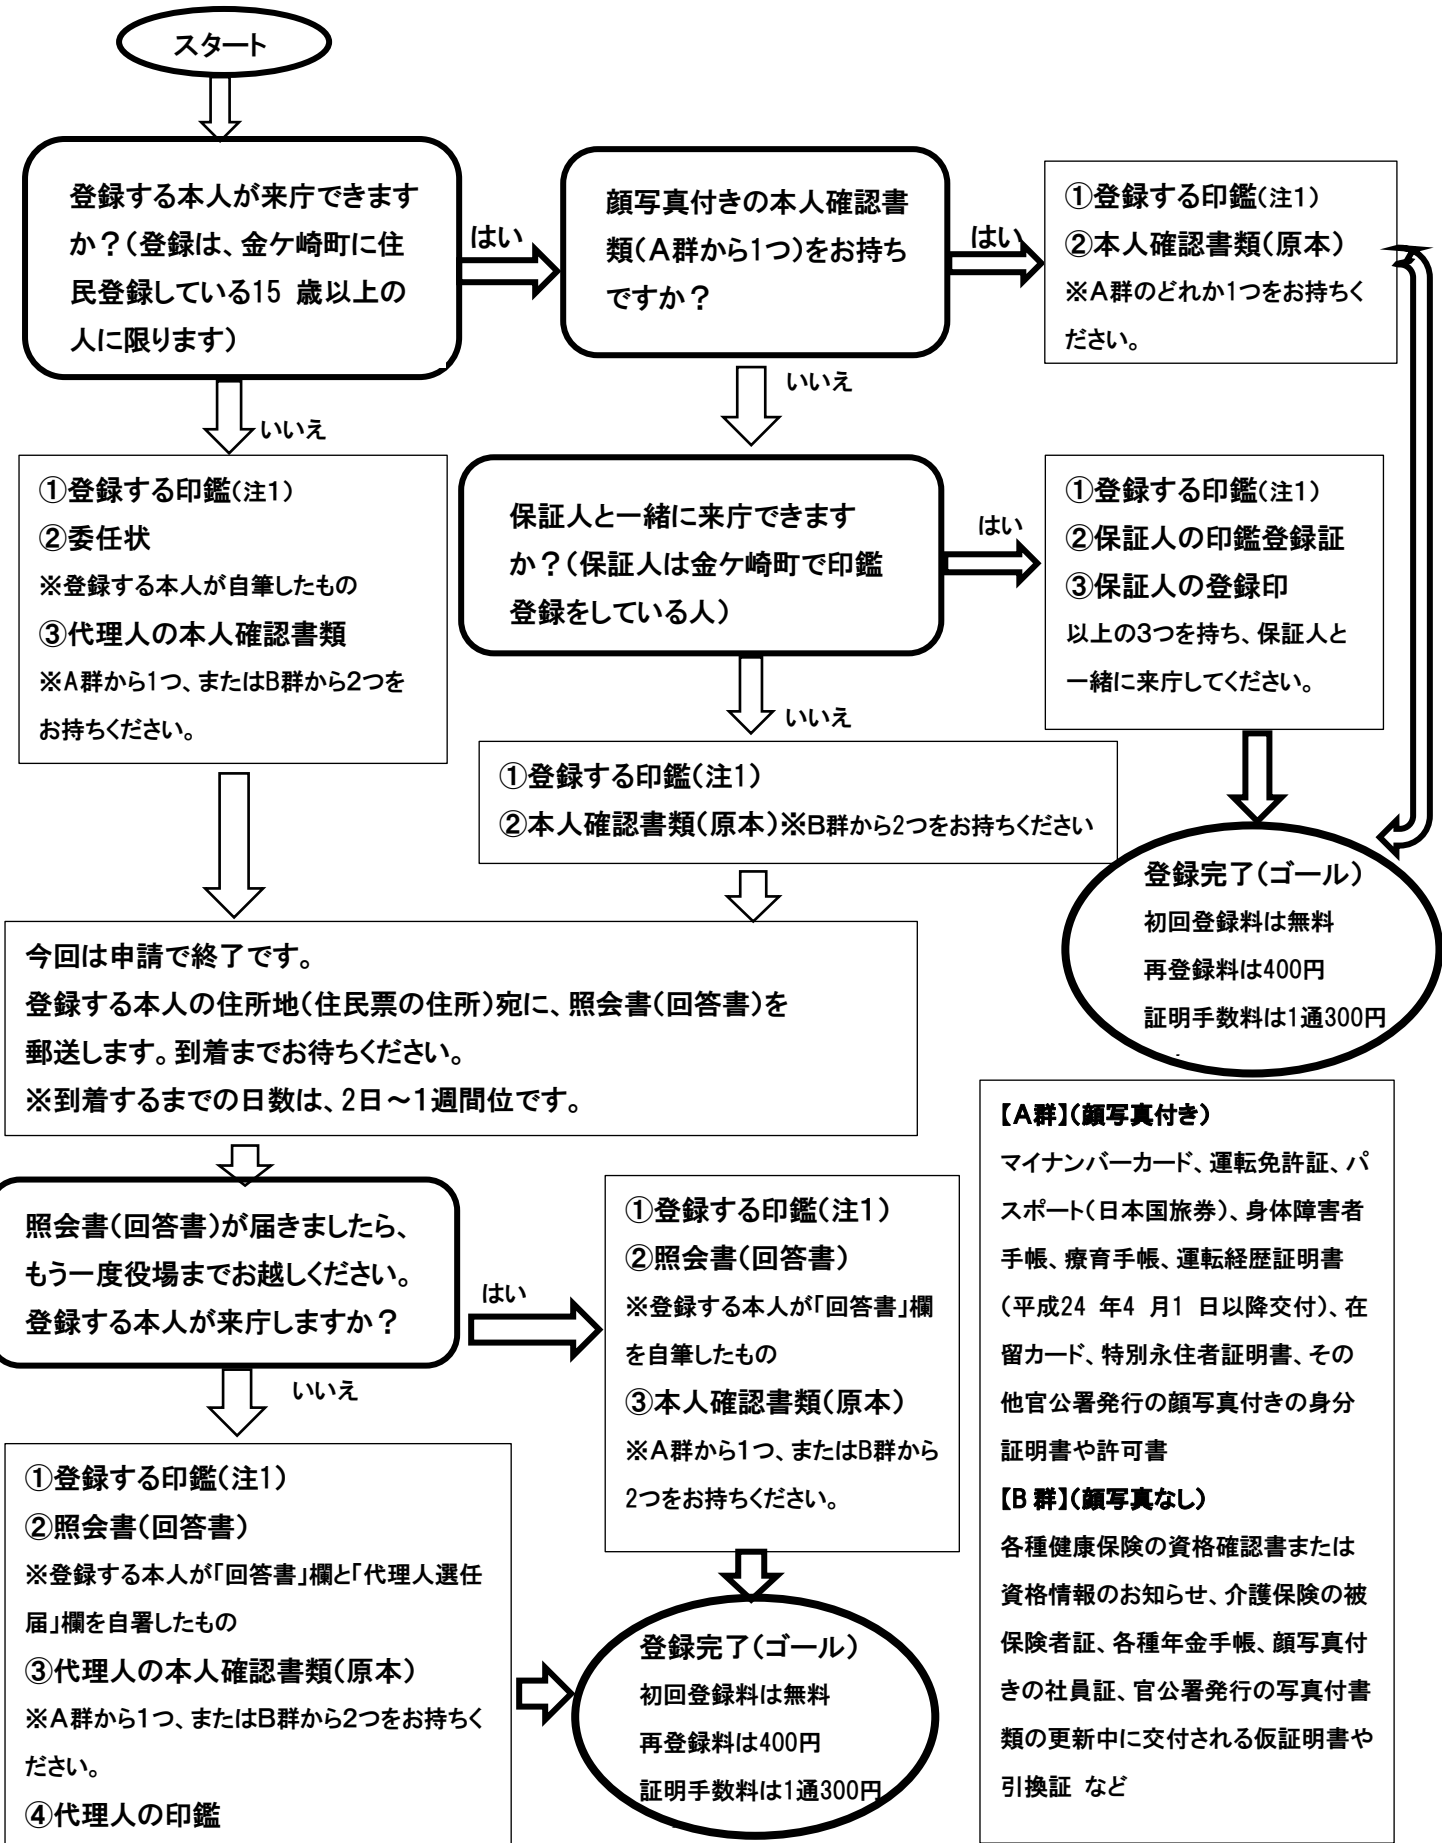 スタート
登録する本人が来庁できます
か？（登録は、金ケ崎町に住
民登録している15 歳以上の
人に限ります）
はい
顔写真付きの本人確認書
類（A群から1つ）をお持ち
ですか？
はい
①登録する印鑑（注1）
②本人確認書類（原本）
※A群のどれか1つをお持ちく
ださい。
いいえ
いいえ
①登録する印鑑（注1）
②委任状
※登録する本人が自筆したもの
③代理人の本人確認書類
※A群から1つ、またはB群から2つを
お持ちください。
保証人と一緒に来庁できます
か？（保証人は金ケ崎町で印鑑
登録をしている人）
はい
①登録する印鑑（注1）
②保証人の印鑑登録証
③保証人の登録印
以上の3つを持ち、保証人と
一緒に来庁してください。
いいえ
①登録する印鑑（注1）
②本人確認書類（原本）※B群から2つをお持ちください
登録完了（ゴール）
初回登録料は無料
再登録料は400円
証明手数料は1通300円
今回は申請で終了です。
登録する本人の住所地（住民票の住所）宛に、照会書（回答書）を
郵送します。到着までお待ちください。
※到着するまでの日数は、2日～1週間位です。
照会書（回答書）が届きましたら、
もう一度役場までお越しください。
登録する本人が来庁しますか？
はい
①登録する印鑑（注1）
②照会書（回答書）
※登録する本人が「回答書」欄
を自筆したもの
③本人確認書類（原本）
※A群から1つ、またはB群から
2つをお持ちください。
いいえ
①登録する印鑑（注1）
②照会書（回答書）
※登録する本人が「回答書」欄と「代理人選任
届」欄を自署したもの
③代理人の本人確認書類（原本）
※A群から1つ、またはB群から2つをお持ちく
ださい。
④代理人の印鑑
登録完了（ゴール）
初回登録料は無料
再登録料は400円
証明手数料は1通300円
【A群】（顔写真付き）
マイナンバーカード、運転免許証、パ
スポート（日本国旅券）、身体障害者
手帳、療育手帳、運転経歴証明書
（平成24 年4 月1 日以降交付）、在
留カード、特別永住者証明書、その
他官公署発行の顔写真付きの身分
証明書や許可書
【B 群】（顔写真なし）
各種健康保険の資格確認書または
資格情報のお知らせ、介護保険の被
保険者証、各種年金手帳、顔写真付
きの社員証、官公署発行の写真付書
類の更新中に交付される仮証明書や
引換証 など